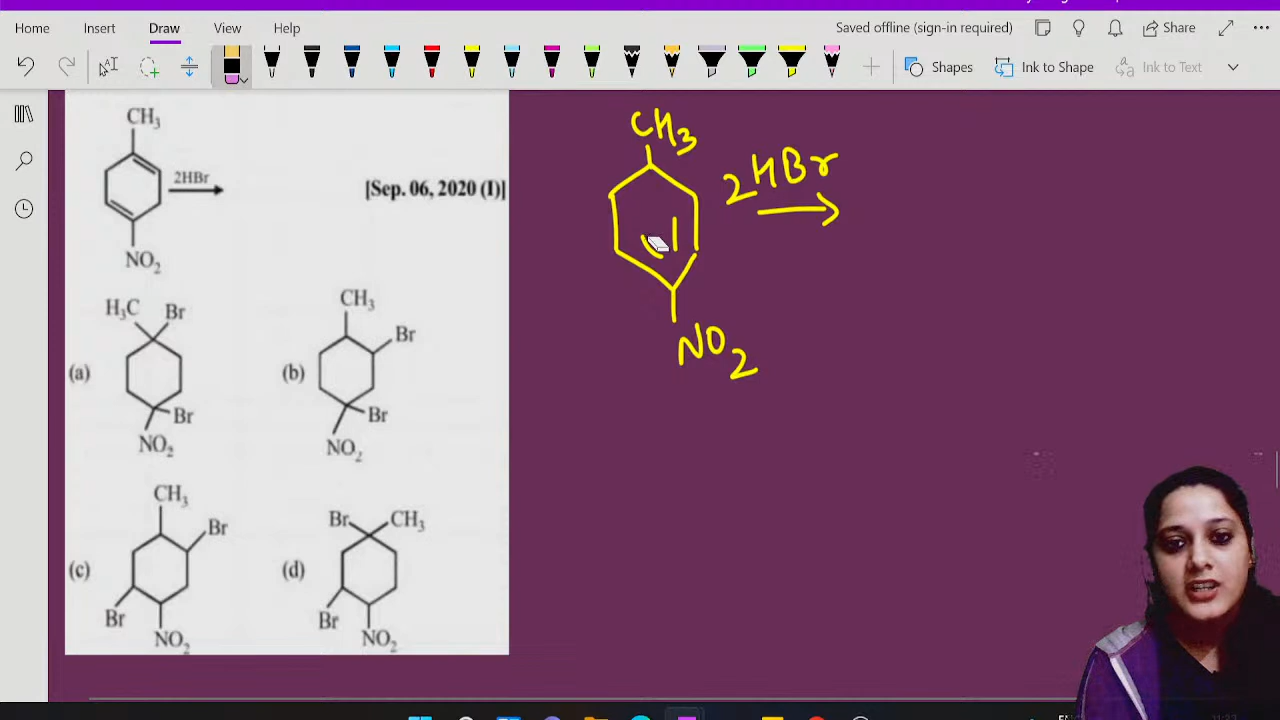 Saved offline (sign-in required)
Share
Home
Insert
Draw
View
Help
Shapes
Ink to Shape
Ink to Text
CH3
2HBr
[Sep. 06, 2020 (I)]
NO2
H3C Br
(a)
Br
NO2
CH3
Br
(b)
Br
NO2
CH3
Br
(c)
Br
NO2
Br CH3
(d)
Br
NO2
CH3
2HBr
NO2